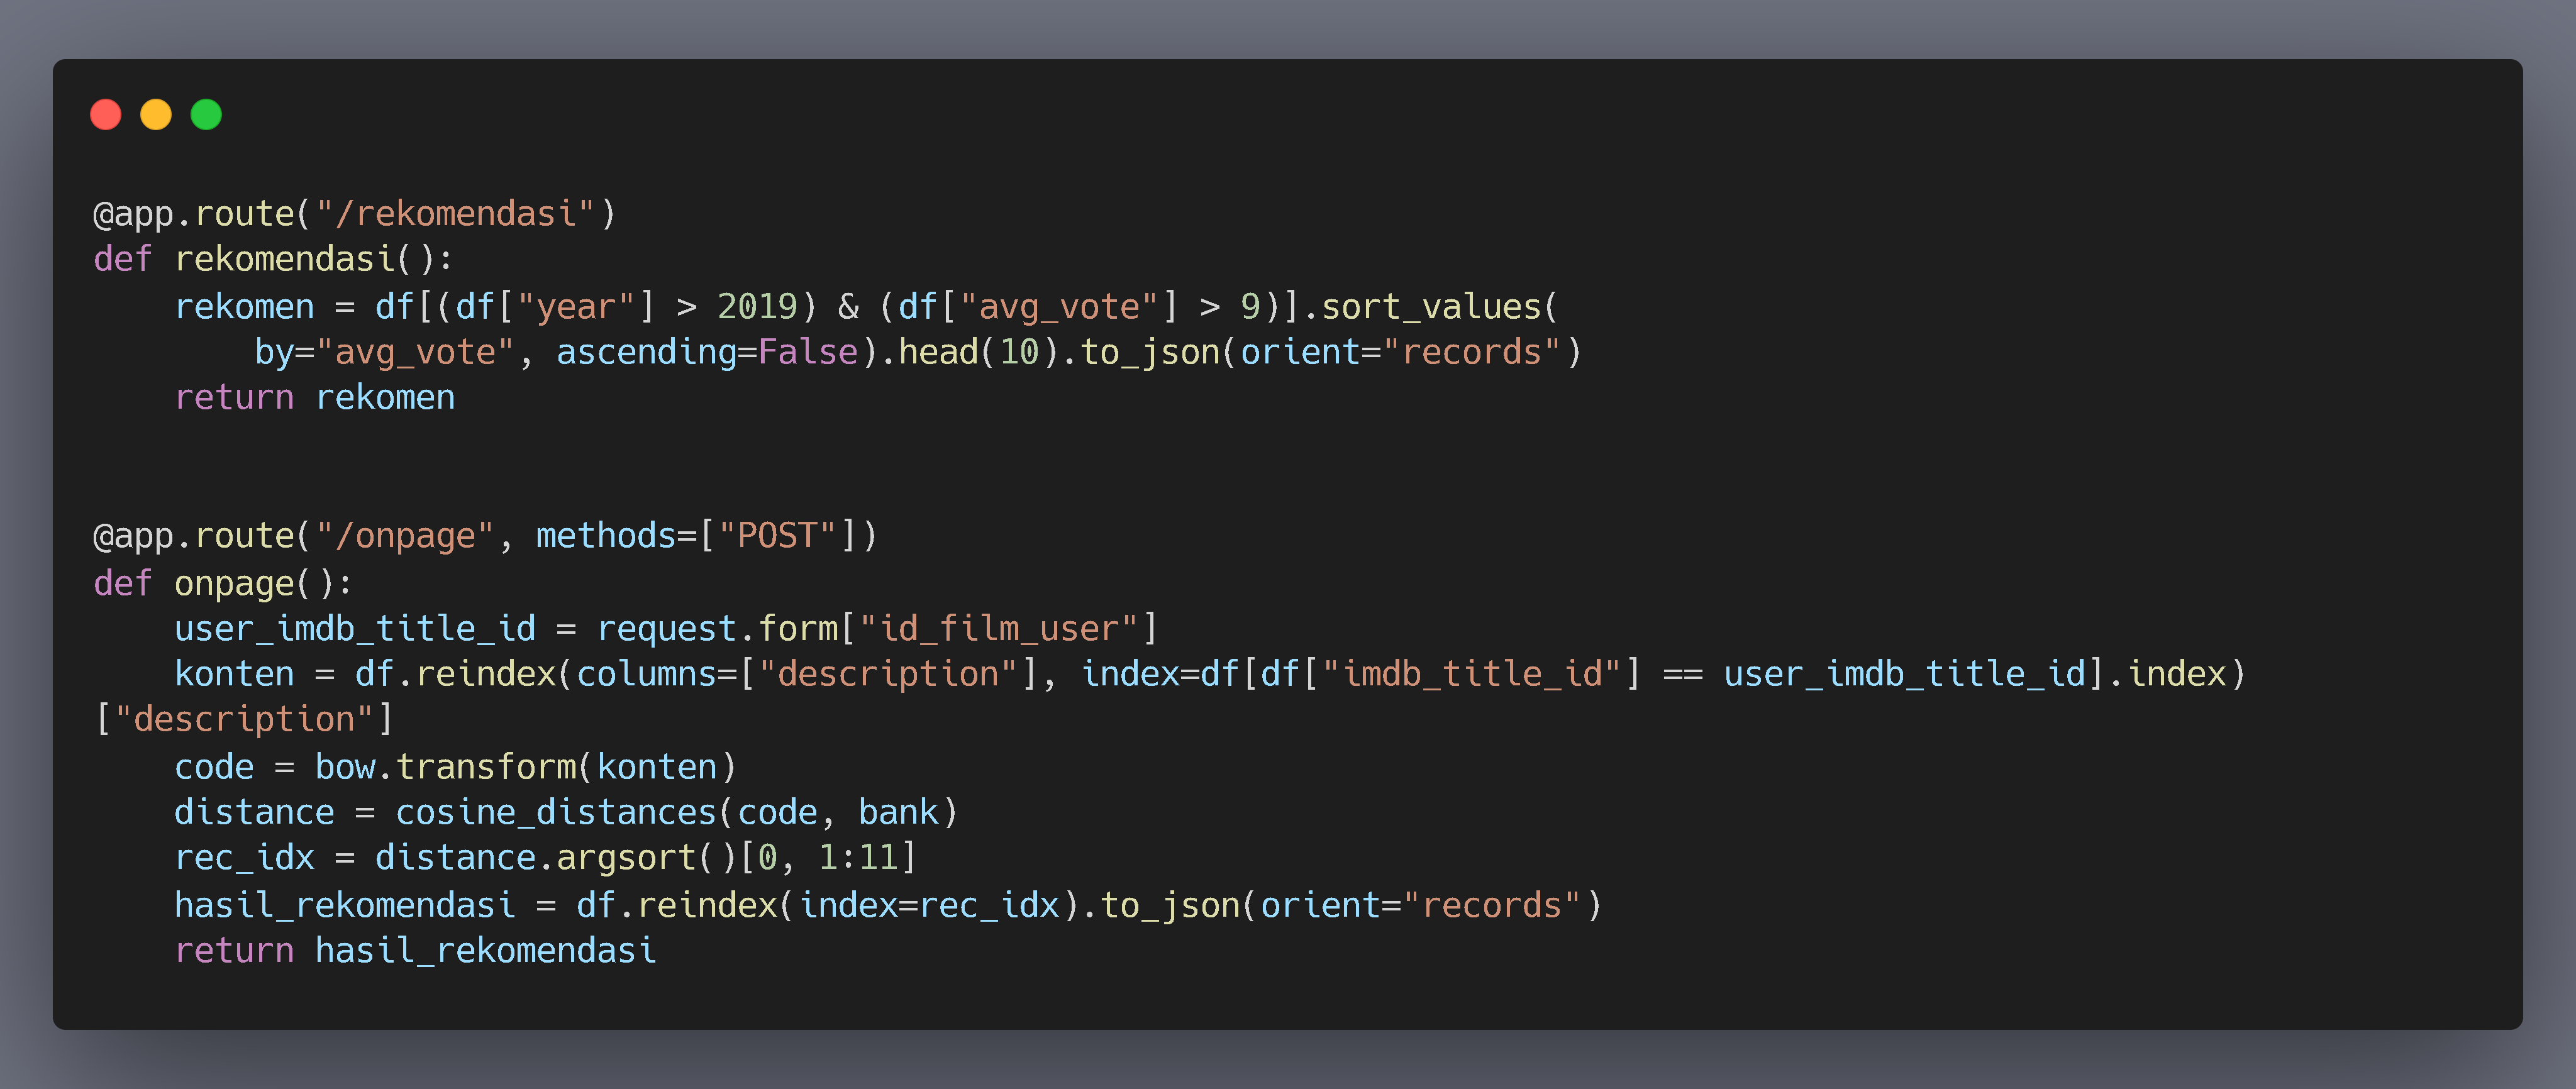 @app.route("/rekomendasi")
def rekomendasi():
    rekomen = df[(df["year"] > 2019) & (df["avg_vote"] > 9)].sort_values(
        by="avg_vote", ascending=False).head(10).to_json(orient="records")
    return rekomen
@app.route("/onpage", methods=["POST"])
def onpage():
    user_imdb_title_id = request.form["id_film_user"]
    konten = df.reindex(columns=["description"], index=df[df["imdb_title_id"] == user_imdb_title_id].index)
["description"]
    code = bow.transform(konten)
    distance = cosine_distances(code, bank)
    rec_idx = distance.argsort()[0, 1:11]
    hasil_rekomendasi = df.reindex(index=rec_idx).to_json(orient="records")
    return hasil_rekomendasi